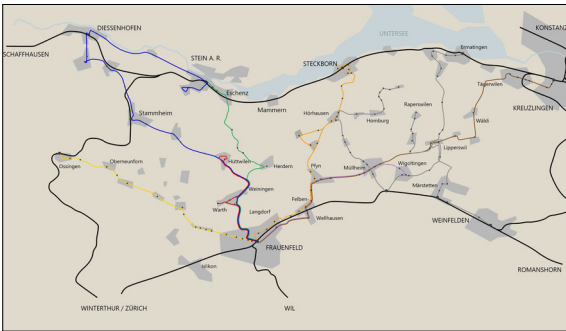 DIESSENHOFEN
SCHAFFHAUSEN
UNTERSEE
KONSTANZ
Ermatingen
STEIN A. R.
STECKBORN
Tägerwilen
Eschenz
KREUZLINGEN
Mammern
Raperswilen
Stammheim
Hörhausen
Homburg
Wäldi
Lipperswil
Ossingen
Oberneunforn
Hüttwilen
Herdern
Pfyn
Müllheim
Wigoltingen
Weiningen
Märstetten
Felben
Warth
Langdorf
Wellhausen
WEINFELDEN
FRAUENFELD
Islikon
ROMANSHORN
WINTERTHUR / ZÜRICH
WIL